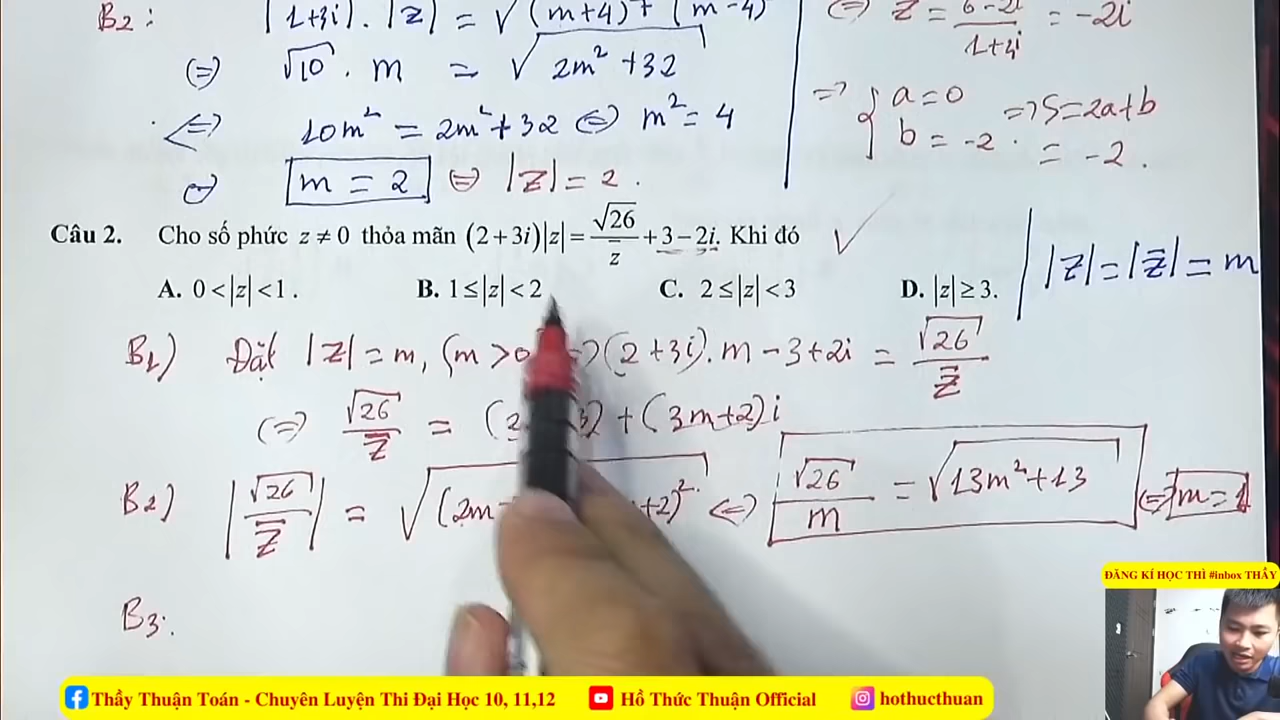 B2: |1+3i|. |z| = √(m+4)² + (m-4)²
(=) √10 . m = √2m² + 32
<=> 10m² = 2m² + 32 (=) m² = 4
m = 2 (=) |z| = 2.
(=) z = 6-2i / 1+3i = -2i
=> { a = 0
b = -2. => S = 2a+b
= -2.
Câu 2. Cho số phức z ≠ 0 thỏa mãn (2+3i)|z| = √26 / z̄ + 3 − 2i. Khi đó
A. 0 < |z| < 1. B. 1 ≤ |z| < 2 C. 2 ≤ |z| < 3 D. |z| ≥ 3.
|z| = |z̄| = m
B1) Đặt |z| = m, (m > 0 (2 + 3i). m − 3 + 2i = √26 / z̄
(=) √26 / z̄ = ( + (3m+2)i
B2) |√26 / z̄| = √(2m +2)² <=> √26 / m = √13m² + 13 <=> m = 1
B3:
ĐĂNG KÍ HỌC THÌ #inbox THẦY
Thầy Thuận Toán - Chuyên Luyện Thi Đại Học 10, 11,12 Hồ Thức Thuận Official hothucthuan